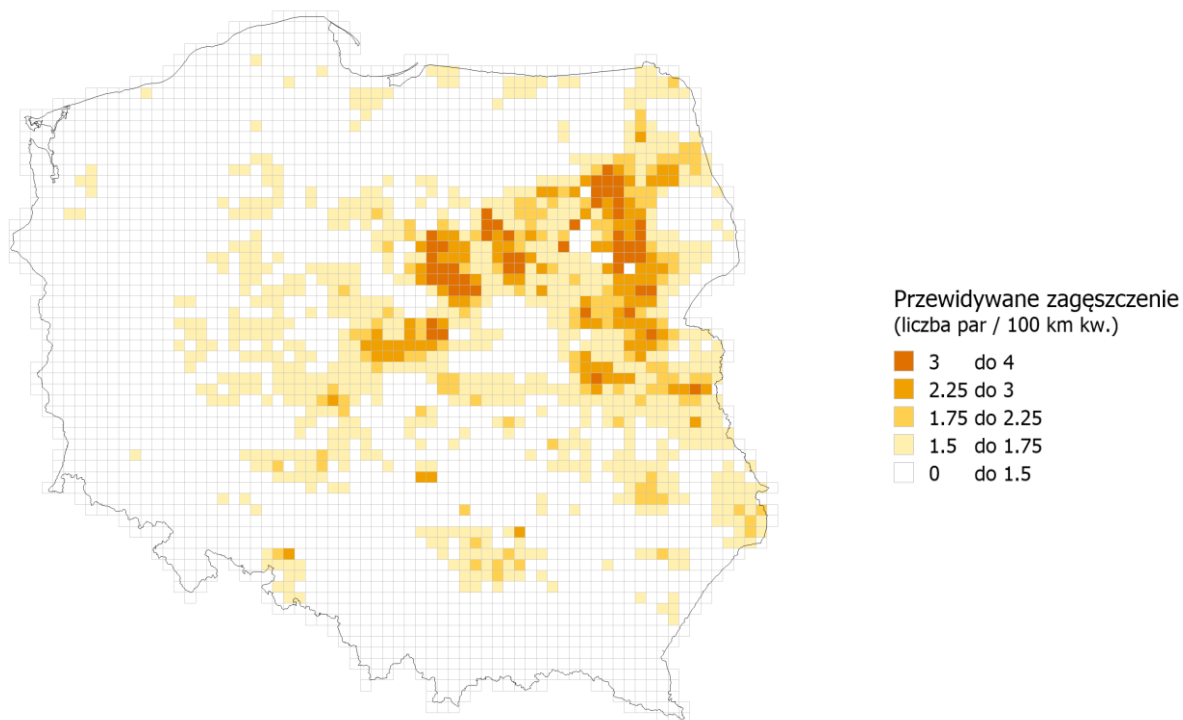 Przewidywane zagęszczenie
(liczba par / 100 km kw.)
3 do 4
2.25 do 3
1.75 do 2.25
1.5 do 1.75
0 do 1.5